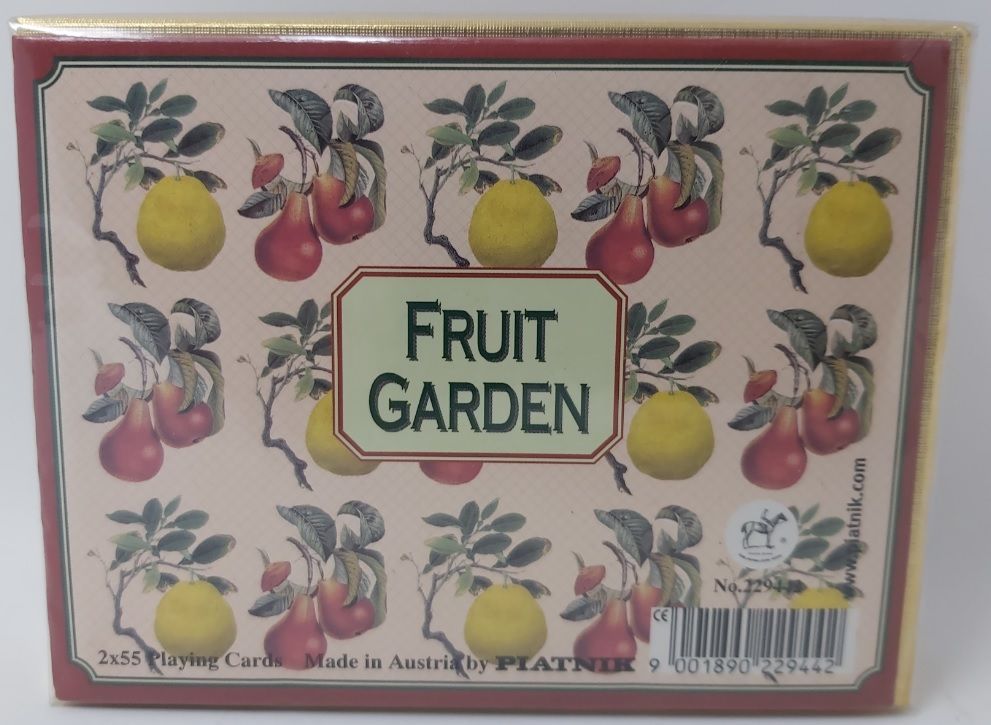 FRUIT
GARDEN
www.piatnik.com
CE
2x55 Playing Cards
Made in Austria by PIATNIK
9 001890 229442